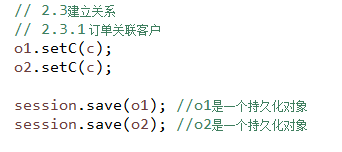 // 2.3建立关系
// 2.3.1订单关联客户
o1.setC(c);
o2.setC(c);
session.save(o1); //o1是一个持久化对象
session.save(o2); //o2是一个持久化对象